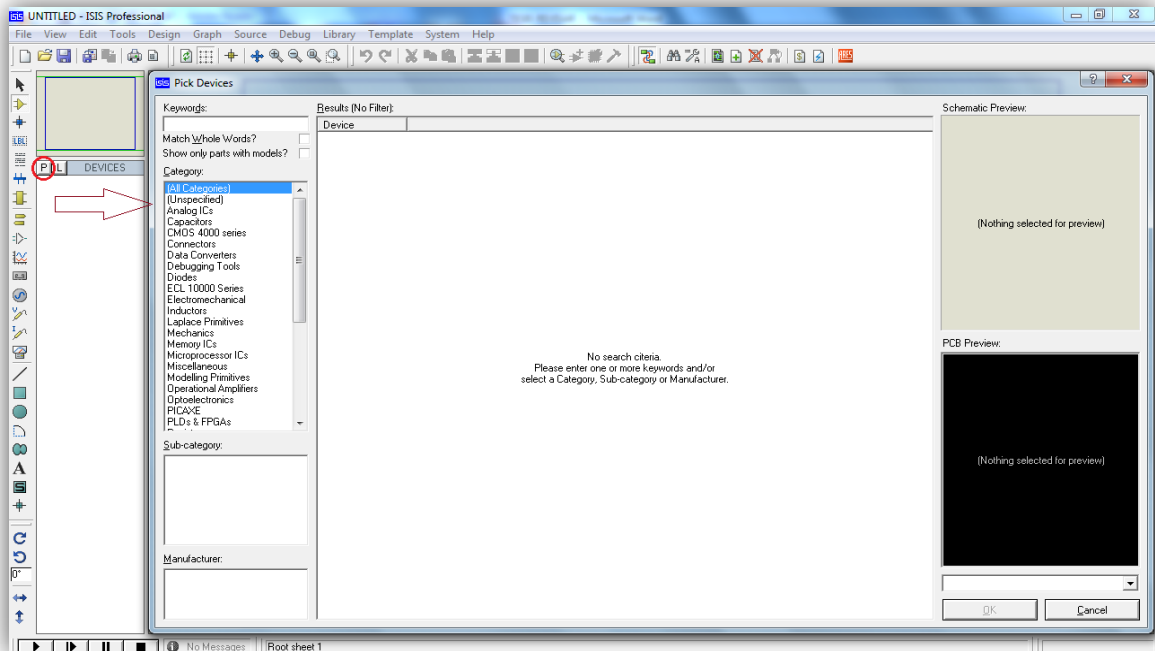 ISIS UNTITLED - ISIS Professional
File View Edit Tools Design Graph Source Debug Library Template System Help
ARES
LBL
P L DEVICES
ISIS Pick Devices
Keywords:
Match Whole Words?
Show only parts with models?
Category:
(All Categories)
(Unspecified)
Analog ICs
Capacitors
CMOS 4000 series
Connectors
Data Converters
Debugging Tools
Diodes
ECL 10000 Series
Electromechanical
Inductors
Laplace Primitives
Mechanics
Memory ICs
Microprocessor ICs
Miscellaneous
Modelling Primitives
Operational Amplifiers
Optoelectronics
PICAXE
PLDs & FPGAs
Sub-category:
Manufacturer:
Results (No Filter):
Device
No search citeria.
Please enter one or more keywords and/or
select a Category, Sub-category or Manufacturer.
Schematic Preview:
(Nothing selected for preview)
PCB Preview:
(Nothing selected for preview)
OK Cancel
A
S
V
I
0°
No Messages Root sheet 1